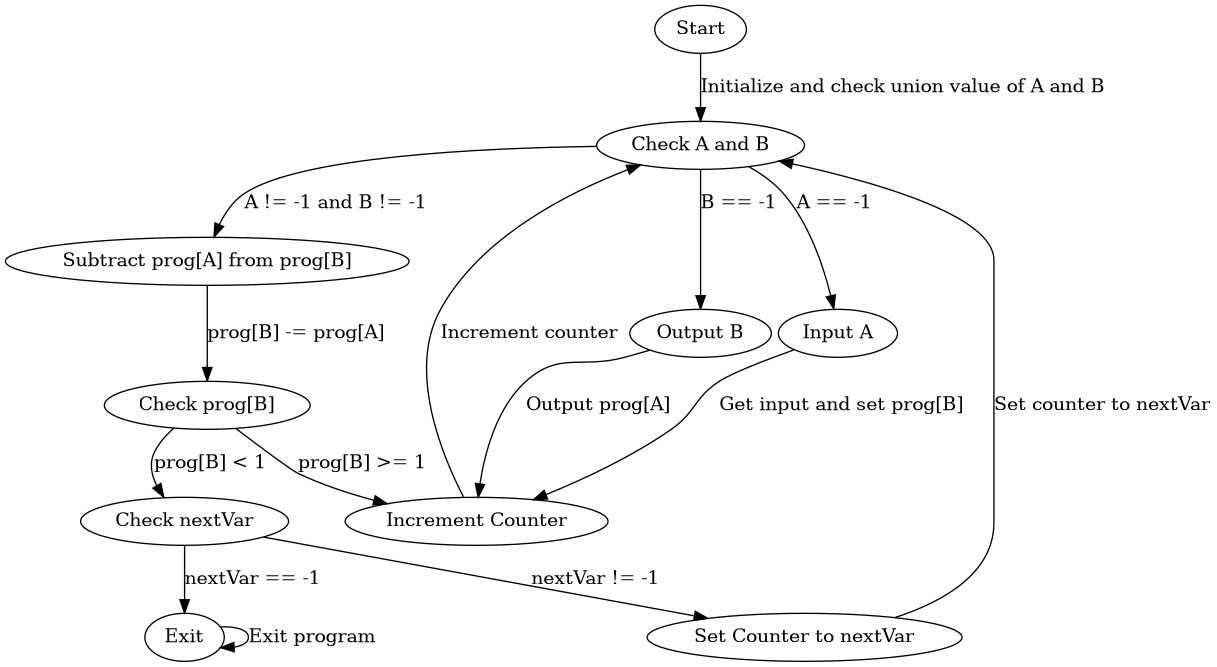 Start
Initialize and check union value of A and B
Check A and B
A != -1 and B != -1
B == -1
A == -1
Subtract prog[A] from prog[B]
prog[B] -= prog[A]
Increment counter
Output B
Input A
Check prog[B]
Output prog[A]
Get input and set prog[B]
Set counter to nextVar
prog[B] < 1
prog[B] >= 1
Check nextVar
Increment Counter
nextVar == -1
nextVar != -1
Exit
Exit program
Set Counter to nextVar